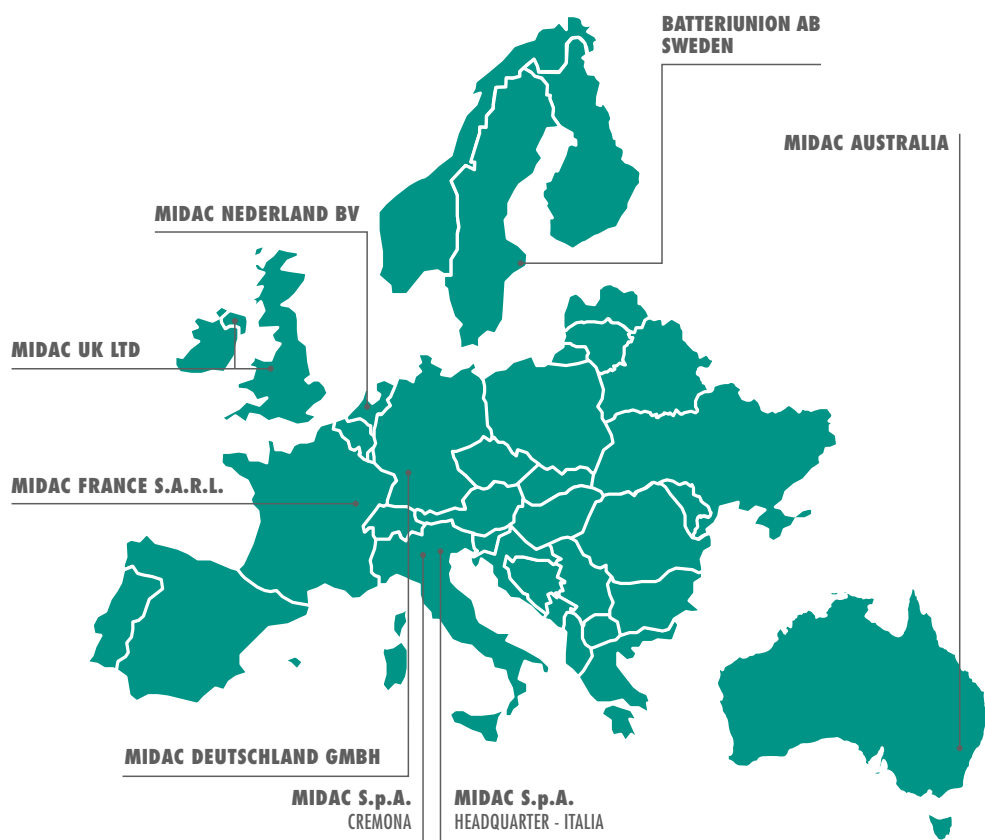 BATTERIUNION AB
SWEDEN
MIDAC AUSTRALIA
MIDAC NEDERLAND BV
MIDAC UK LTD
MIDAC FRANCE S.A.R.L.
MIDAC DEUTSCHLAND GMBH
MIDAC S.p.A.
CREMONA
MIDAC S.p.A.
HEADQUARTER - ITALIA